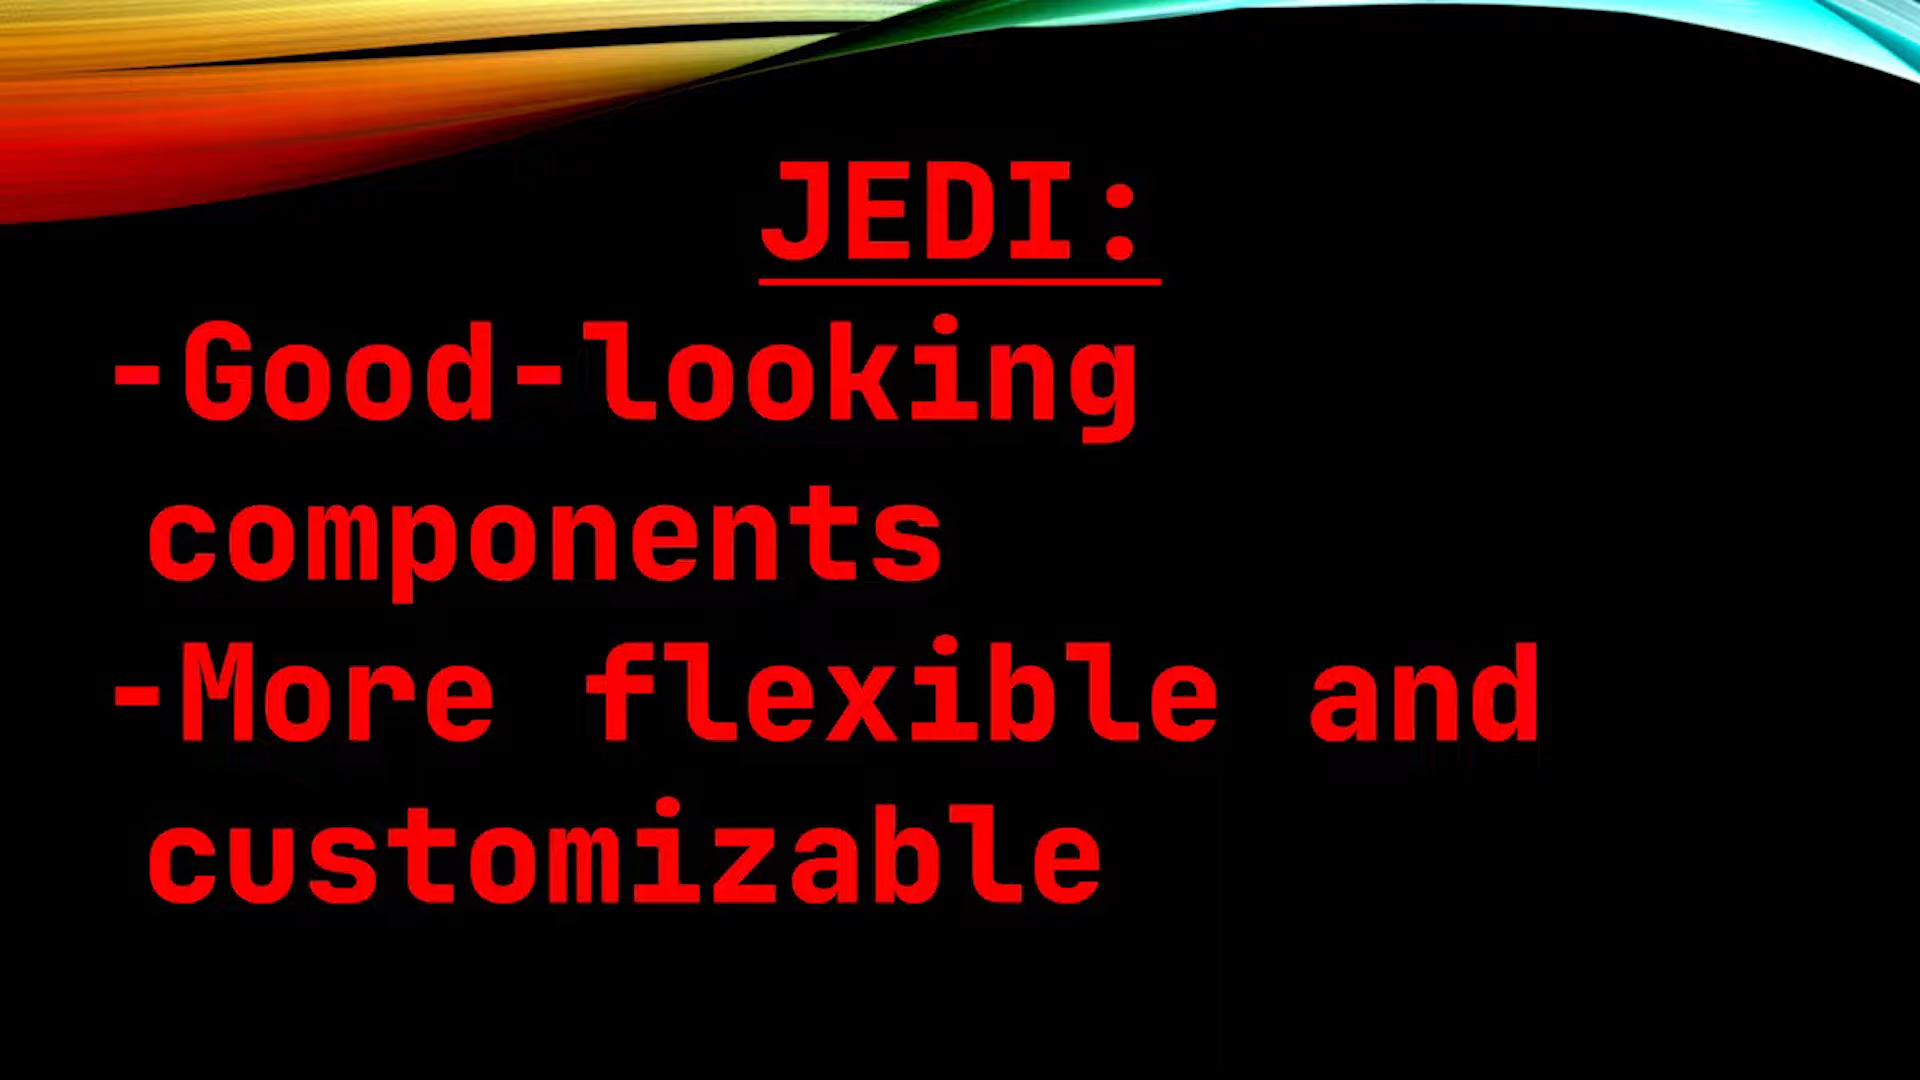 JEDI:
-Good-looking
components
-More flexible and
customizable